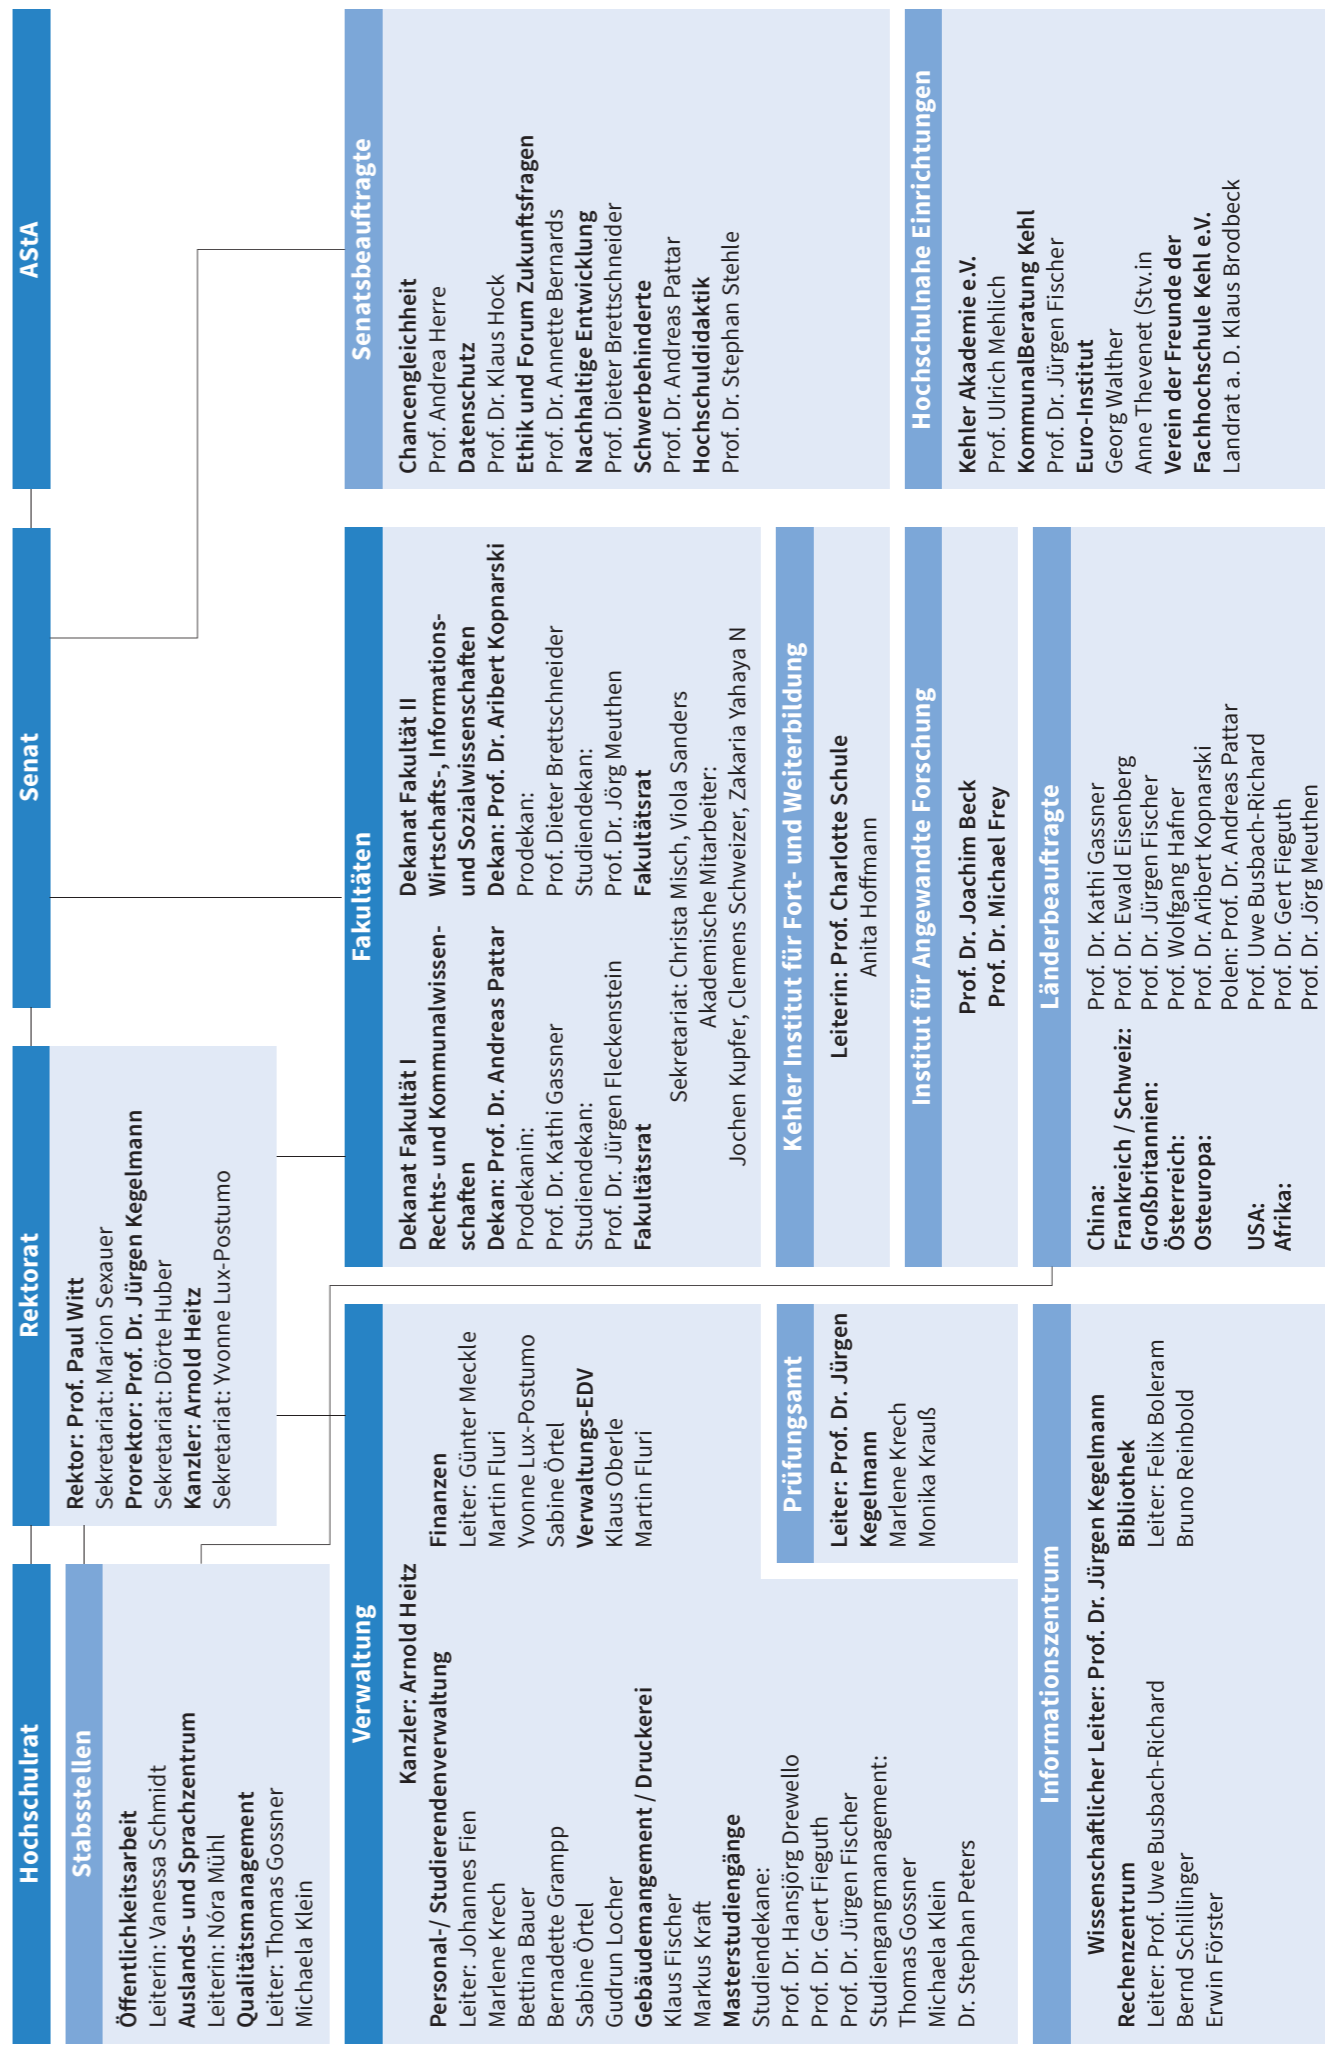 Hochschulrat
Stabsstellen
Öffentlichkeitsarbeit
Leiterin: Vanessa Schmidt
Auslands- und Sprachzentrum
Leiterin: Nóra Mühl
Qualitätsmanagement
Leiter: Thomas Gossner
Michaela Klein
Rektorat
Rektor: Prof. Paul Witt
Sekretariat: Marion Sexauer
Prorektor: Prof. Dr. Jürgen Kegelmann
Sekretariat: Dörte Huber
Kanzler: Arnold Heitz
Sekretariat: Yvonne Lux-Postumo
Senat
AStA
Verwaltung
Kanzler: Arnold Heitz
Personal-/ Studierendenverwaltung
Leiter: Johannes Fien
Marlene Krech
Bettina Bauer
Bernadette Grampp
Sabine Örtel
Gudrun Locher
Gebäudemangement / Druckerei
Klaus Fischer
Markus Kraft
Masterstudiengänge
Studiendekane:
Prof. Dr. Hansjörg Drewello
Prof. Dr. Gert Fieguth
Prof. Dr. Jürgen Fischer
Studiengangmanagement:
Thomas Gossner
Michaela Klein
Dr. Stephan Peters
Finanzen
Leiter: Günter Meckle
Martin Fluri
Yvonne Lux-Postumo
Sabine Örtel
Verwaltungs-EDV
Klaus Oberle
Martin Fluri
Prüfungsamt
Leiter: Prof. Dr. Jürgen
Kegelmann
Marlene Krech
Monika Krauß
Informationszentrum
Wissenschaftlicher Leiter: Prof. Dr. Jürgen Kegelmann
Rechenzentrum
Leiter: Prof. Uwe Busbach-Richard
Bernd Schillinger
Erwin Förster
Bibliothek
Leiter: Felix Boleram
Bruno Reinbold
Fakultäten
Dekanat Fakultät I
Rechts- und Kommunalwissen-
schaften
Dekan: Prof. Dr. Andreas Pattar
Prodekanin:
Prof. Dr. Kathi Gassner
Studiendekan:
Prof. Dr. Jürgen Fleckenstein
Fakultätsrat
Dekanat Fakultät II
Wirtschafts-, Informations-
und Sozialwissenschaften
Dekan: Prof. Dr. Aribert Kopnarski
Prodekan:
Prof. Dieter Brettschneider
Studiendekan:
Prof. Dr. Jörg Meuthen
Fakultätsrat
Sekretariat: Christa Misch, Viola Sanders
Akademische Mitarbeiter:
Jochen Kupfer, Clemens Schweizer, Zakaria Yahaya N
Kehler Institut für Fort- und Weiterbildung
Leiterin: Prof. Charlotte Schule
Anita Hoffmann
Institut für Angewandte Forschung
Prof. Dr. Joachim Beck
Prof. Dr. Michael Frey
Länderbeauftragte
China: Prof. Dr. Kathi Gassner
Frankreich / Schweiz: Prof. Dr. Ewald Eisenberg
Großbritannien: Prof. Dr. Jürgen Fischer
Österreich: Prof. Wolfgang Hafner
Osteuropa: Prof. Dr. Aribert Kopnarski
Polen: Prof. Dr. Andreas Pattar
USA: Prof. Uwe Busbach-Richard
Afrika: Prof. Dr. Gert Fieguth
Prof. Dr. Jörg Meuthen
Senatsbeauftragte
Chancengleichheit
Prof. Andrea Herre
Datenschutz
Prof. Dr. Klaus Hock
Ethik und Forum Zukunftsfragen
Prof. Dr. Annette Bernards
Nachhaltige Entwicklung
Prof. Dieter Brettschneider
Schwerbehinderte
Prof. Dr. Andreas Pattar
Hochschuldidaktik
Prof. Dr. Stephan Stehle
Hochschulnahe Einrichtungen
Kehler Akademie e.V.
Prof. Ulrich Mehlich
KommunalBeratung Kehl
Prof. Dr. Jürgen Fischer
Euro-Institut
Georg Walther
Anne Thevenet (Stv.in
Verein der Freunde der
Fachhochschule Kehl e.V.
Landrat a. D. Klaus Brodbeck